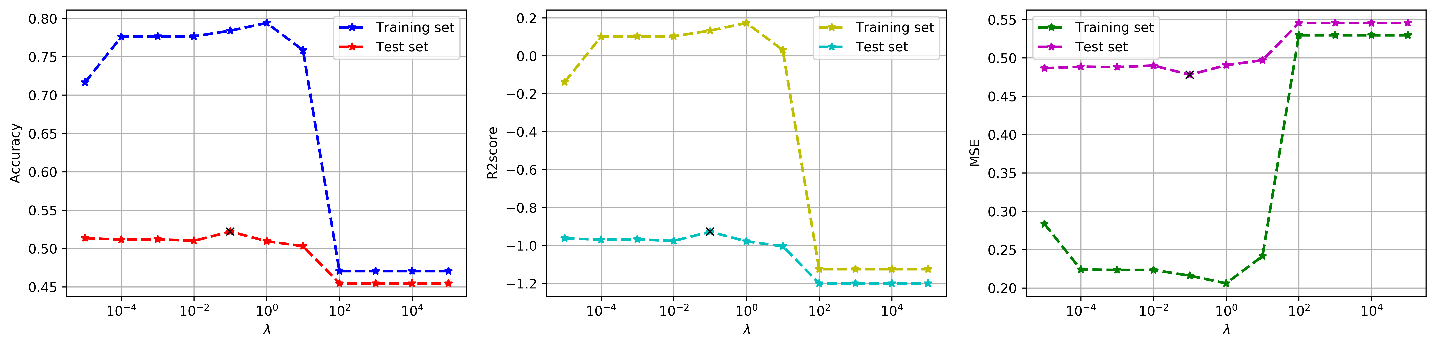 0.80
0.75
0.70
0.65
0.60
0.55
0.50
0.45
Accuracy
Training set
Test set
10⁻⁴ 10⁻² 10⁰ 10² 10⁴
λ
0.2
0.0
−0.2
−0.4
−0.6
−0.8
−1.0
−1.2
R2score
Training set
Test set
10⁻⁴ 10⁻² 10⁰ 10² 10⁴
λ
0.55
0.50
0.45
0.40
0.35
0.30
0.25
0.20
MSE
Training set
Test set
10⁻⁴ 10⁻² 10⁰ 10² 10⁴
λ